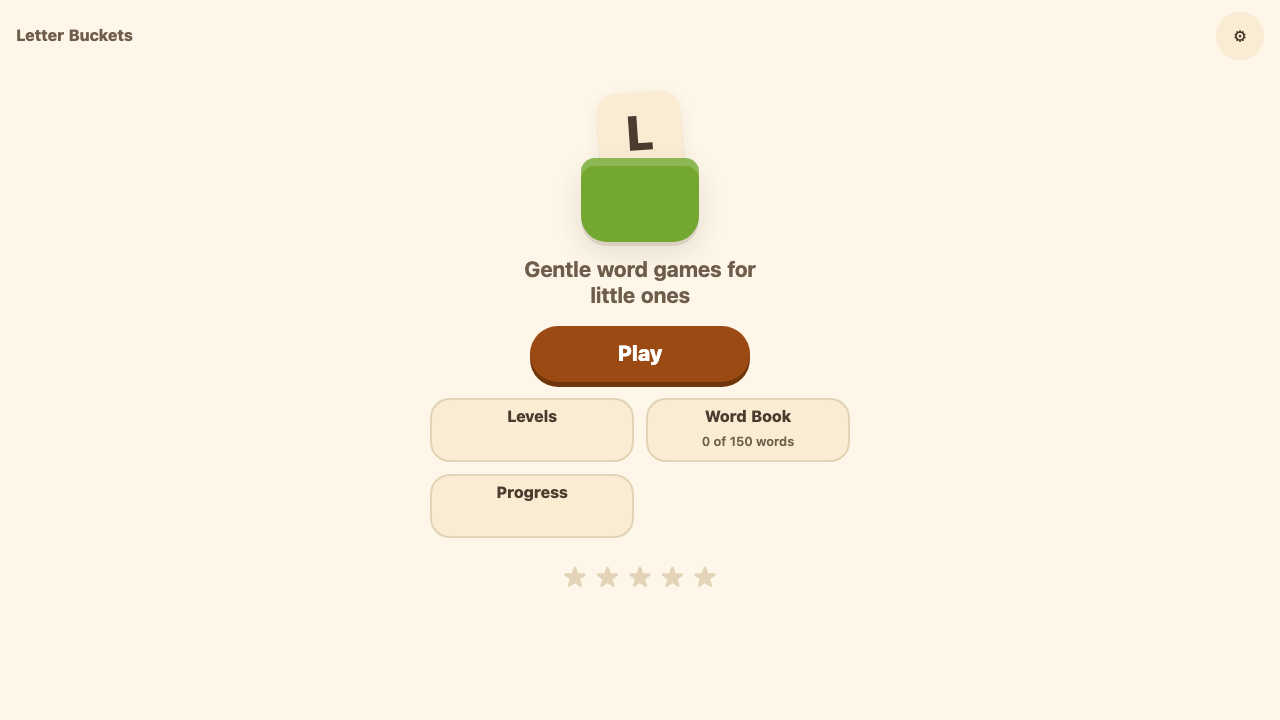 Letter Buckets
⚙
L
Gentle word games for
little ones
Play
Levels
Word Book
0 of 150 words
Progress